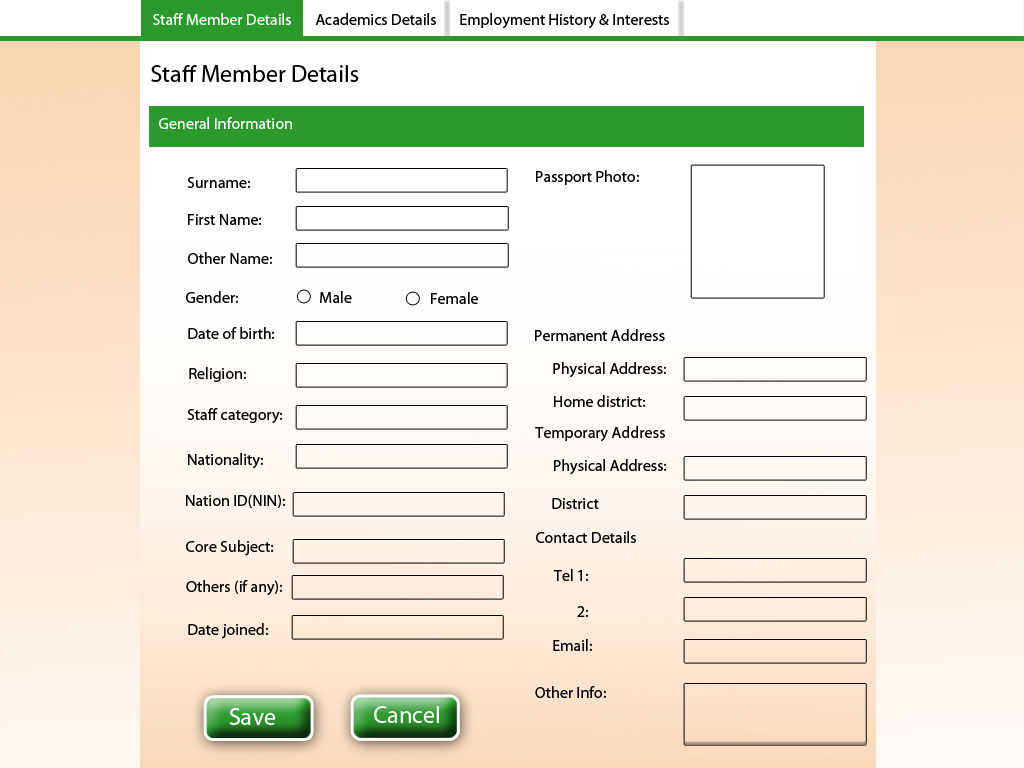 Staff Member Details
Academics Details
Employment History & Interests
Staff Member Details
General Information
Surname:
First Name:
Other Name:
Gender:
Male
Female
Date of birth:
Religion:
Staff category:
Nationality:
Nation ID(NIN):
Core Subject:
Others (if any):
Date joined:
Save
Cancel
Passport Photo:
Permanent Address
Physical Address:
Home district:
Temporary Address
Physical Address:
District
Contact Details
Tel 1:
2:
Email:
Other Info: